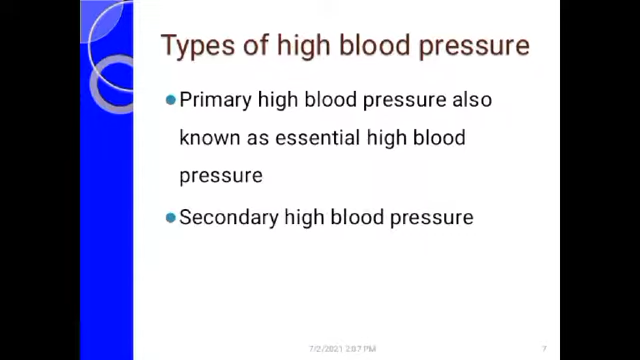 Types of high blood pressure
Primary high blood pressure also
known as essential high blood
pressure
Secondary high blood pressure
7/2/2021 2:07 PM
7